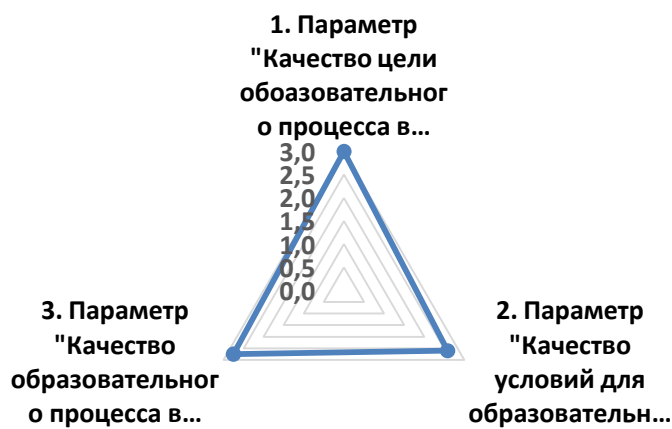 1. Параметр
"Качество цели
обоазовательног
о процесса в...
3,0
2,5
2,0
1,5
1,0
0,5
0,0
3. Параметр
"Качество
образовательног
о процесса в...
2. Параметр
"Качество
условий для
образовательн...